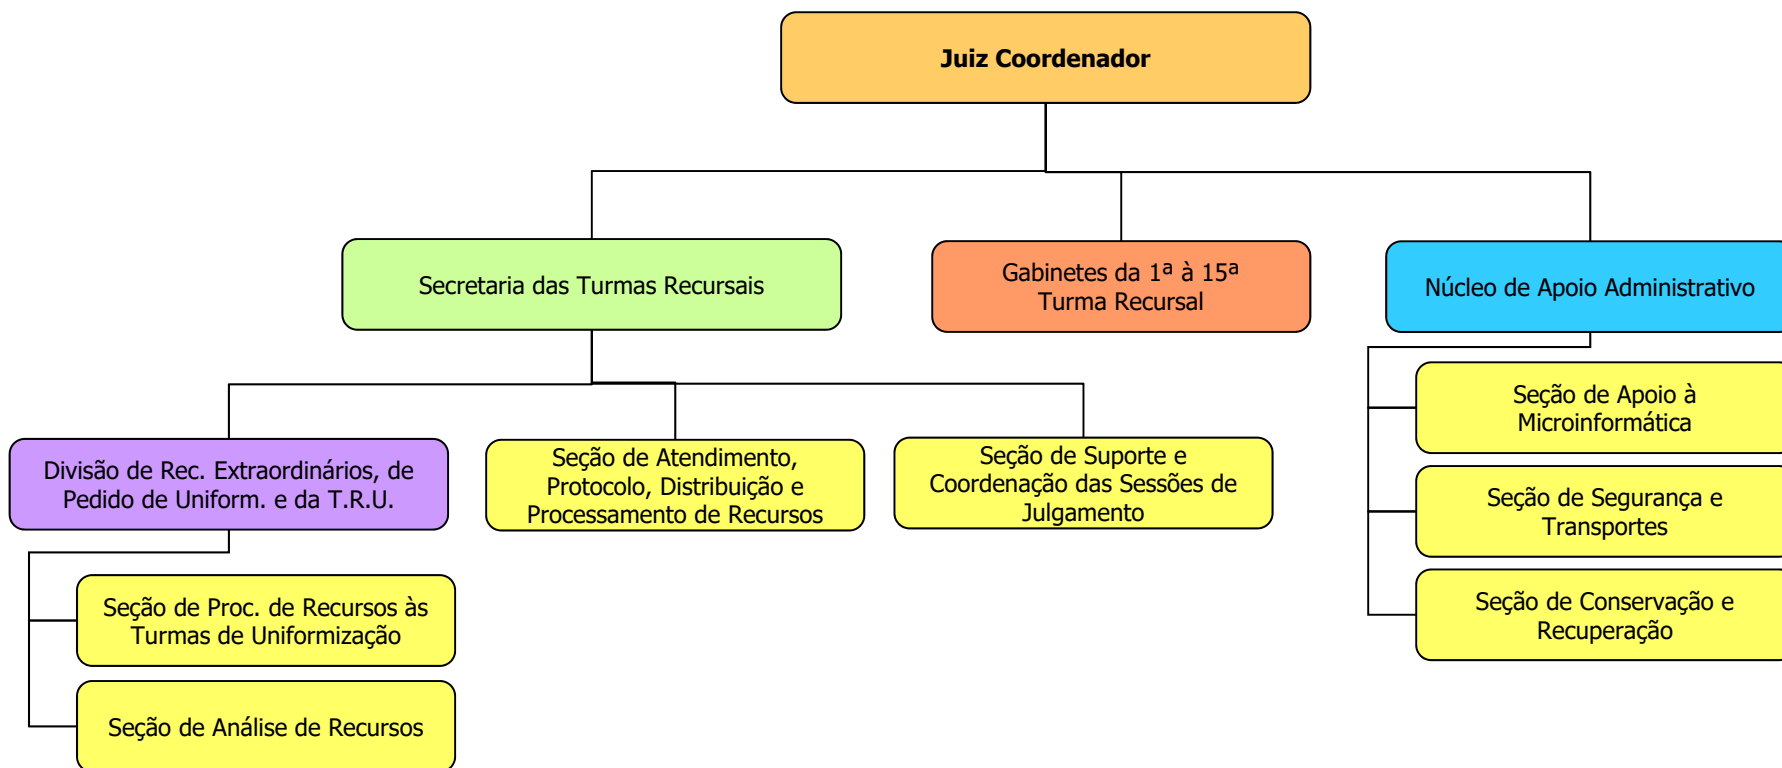 Juiz Coordenador
Secretaria das Turmas Recursais
Gabinetes da 1ª à 15ª
Turma Recursal
Núcleo de Apoio Administrativo
Divisão de Rec. Extraordinários, de
Pedido de Uniform. e da T.R.U.
Seção de Atendimento,
Protocolo, Distribuição e
Processamento de Recursos
Seção de Suporte e
Coordenação das Sessões de
Julgamento
Seção de Apoio à
Microinformática
Seção de Segurança e
Transportes
Seção de Conservação e
Recuperação
Seção de Proc. de Recursos às
Turmas de Uniformização
Seção de Análise de Recursos